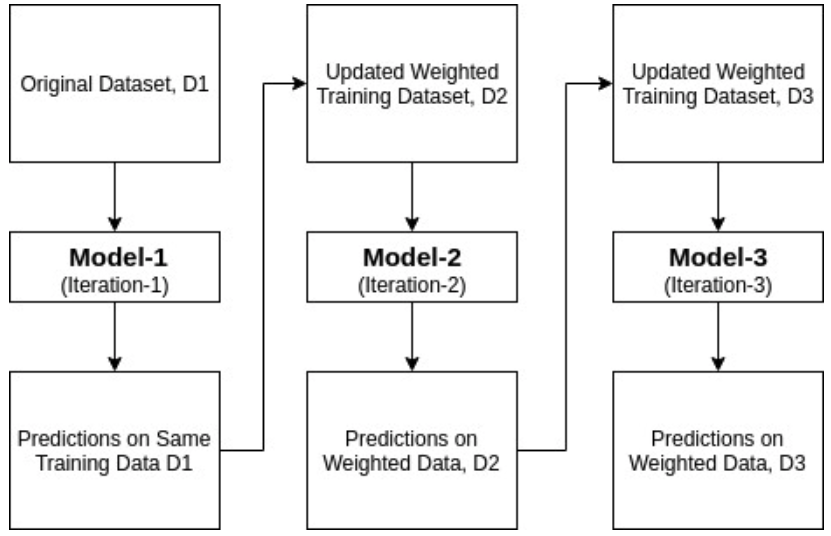 Original Dataset, D1
Model-1
(Iteration-1)
Predictions on Same
Training Data D1
Updated Weighted
Training Dataset, D2
Model-2
(Iteration-2)
Predictions on
Weighted Data, D2
Updated Weighted
Training Dataset, D3
Model-3
(Iteration-3)
Predictions on
Weighted Data, D3